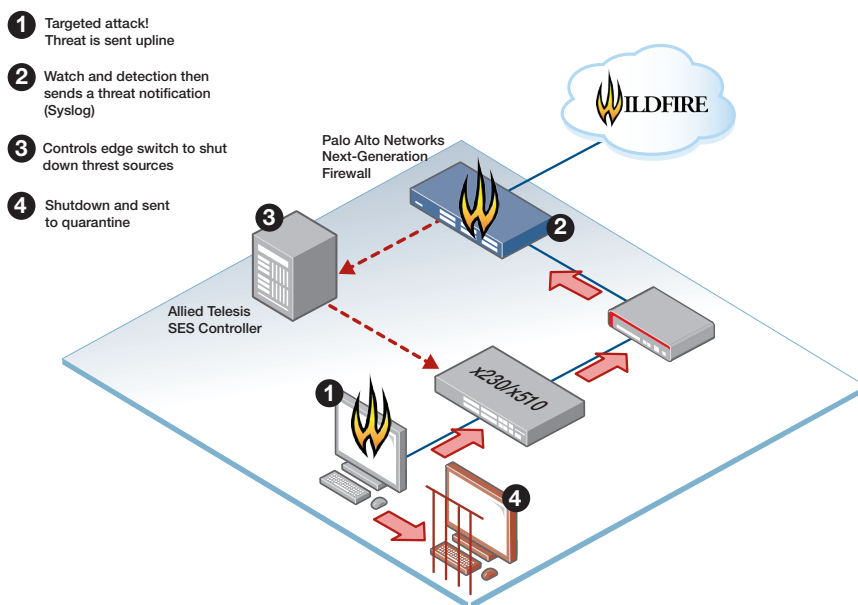 1 Targeted attack!
Threat is sent upline
2 Watch and detection then
sends a threat notification
(Syslog)
3 Controls edge switch to shut
down threst sources
4 Shutdown and sent
to quarantine
WILDFIRE
Palo Alto Networks
Next-Generation
Firewall
2
3
Allied Telesis
SES Controller
x230/x510
1
4